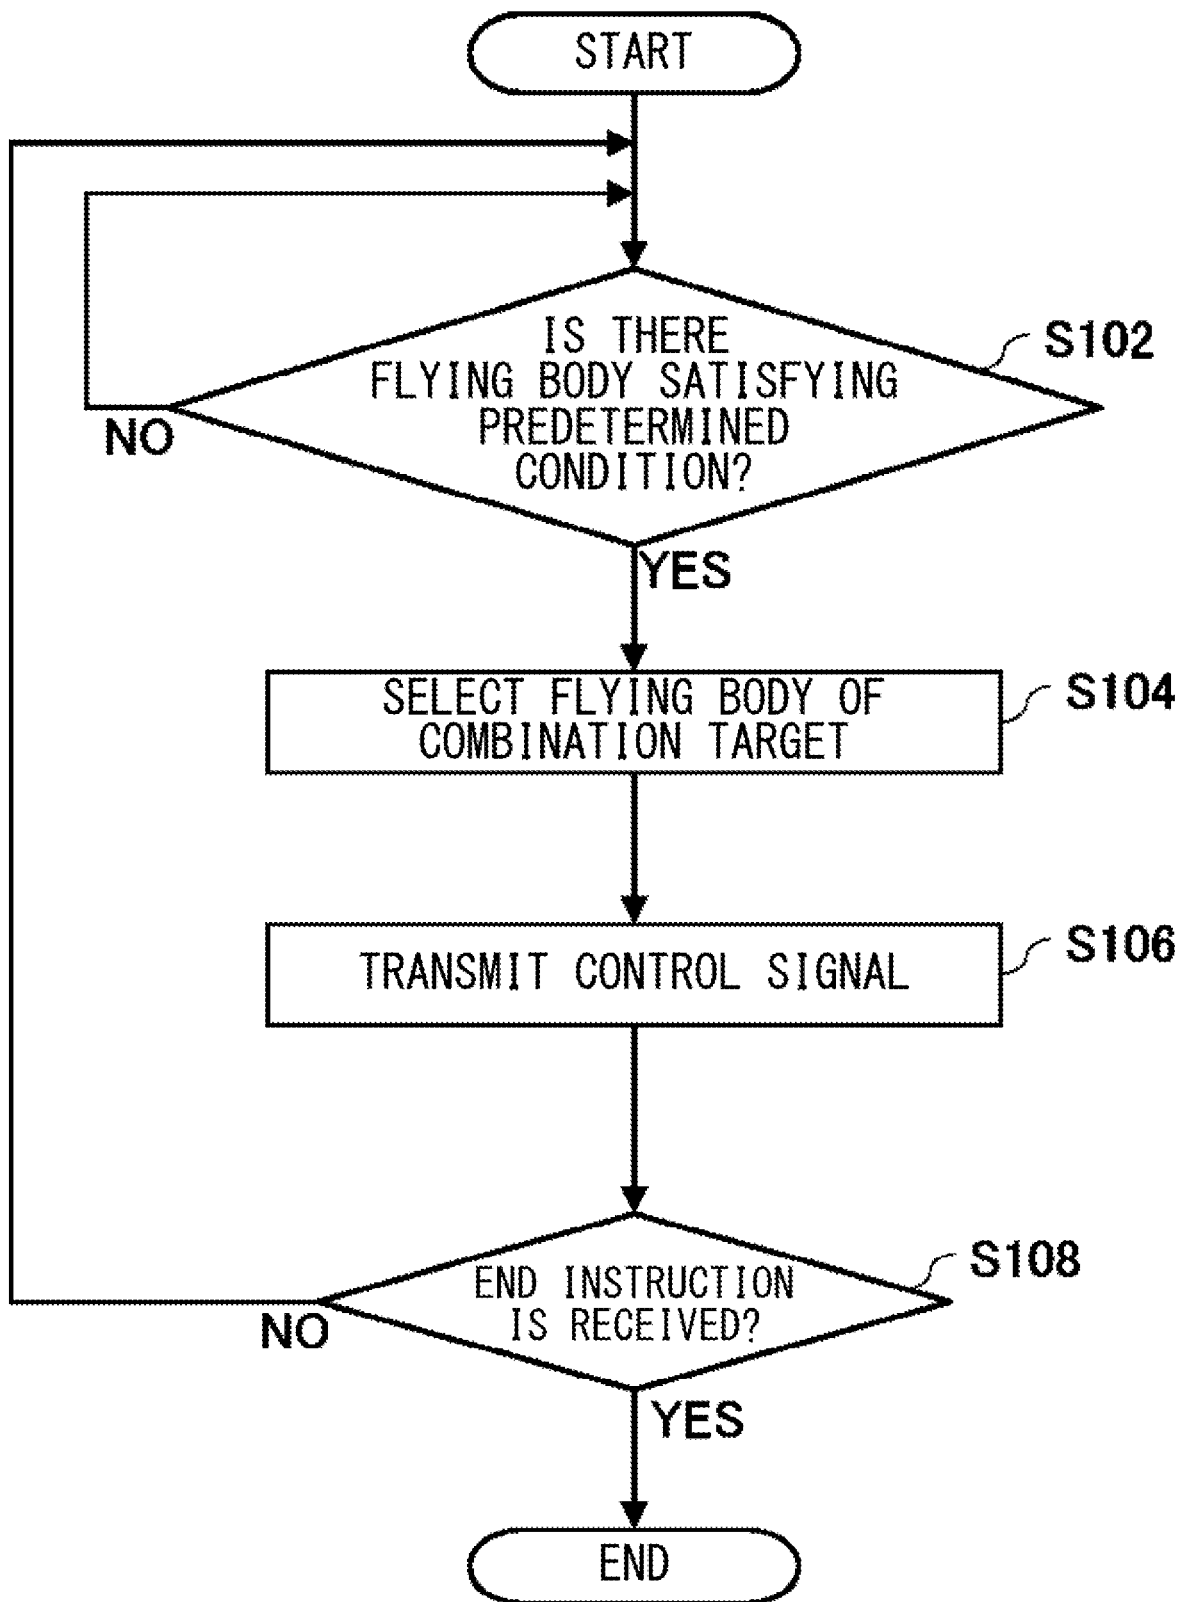 START
IS THERE
FLYING BODY SATISFYING
PREDETERMINED
CONDITION?
S102
NO
YES
SELECT FLYING BODY OF
COMBINATION TARGET
S104
TRANSMIT CONTROL SIGNAL
S106
END INSTRUCTION
IS RECEIVED?
S108
NO
YES
END